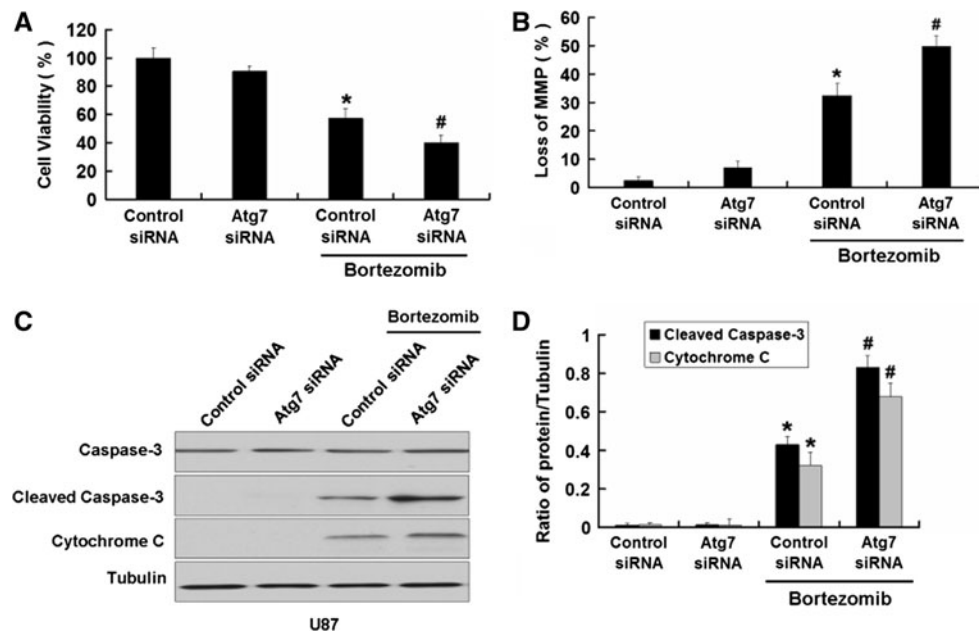 A
Cell Viability ( % )
120
100
80
60
40
20
0
*
#
Control
siRNA
Atg7
siRNA
Control
siRNA
Atg7
siRNA
Bortezomib
B
Loss of MMP ( % )
60
50
40
30
20
10
0
*
#
Control
siRNA
Atg7
siRNA
Control
siRNA
Atg7
siRNA
Bortezomib
C
Bortezomib
Control siRNA
Atg7 siRNA
Control siRNA
Atg7 siRNA
Caspase-3
Cleaved Caspase-3
Cytochrome C
Tubulin
U87
D
Ratio of protein/Tubulin
1
0.8
0.6
0.4
0.2
0
Cleaved Caspase-3
Cytochrome C
*
*
#
#
Control
siRNA
Atg7
siRNA
Control
siRNA
Atg7
siRNA
Bortezomib